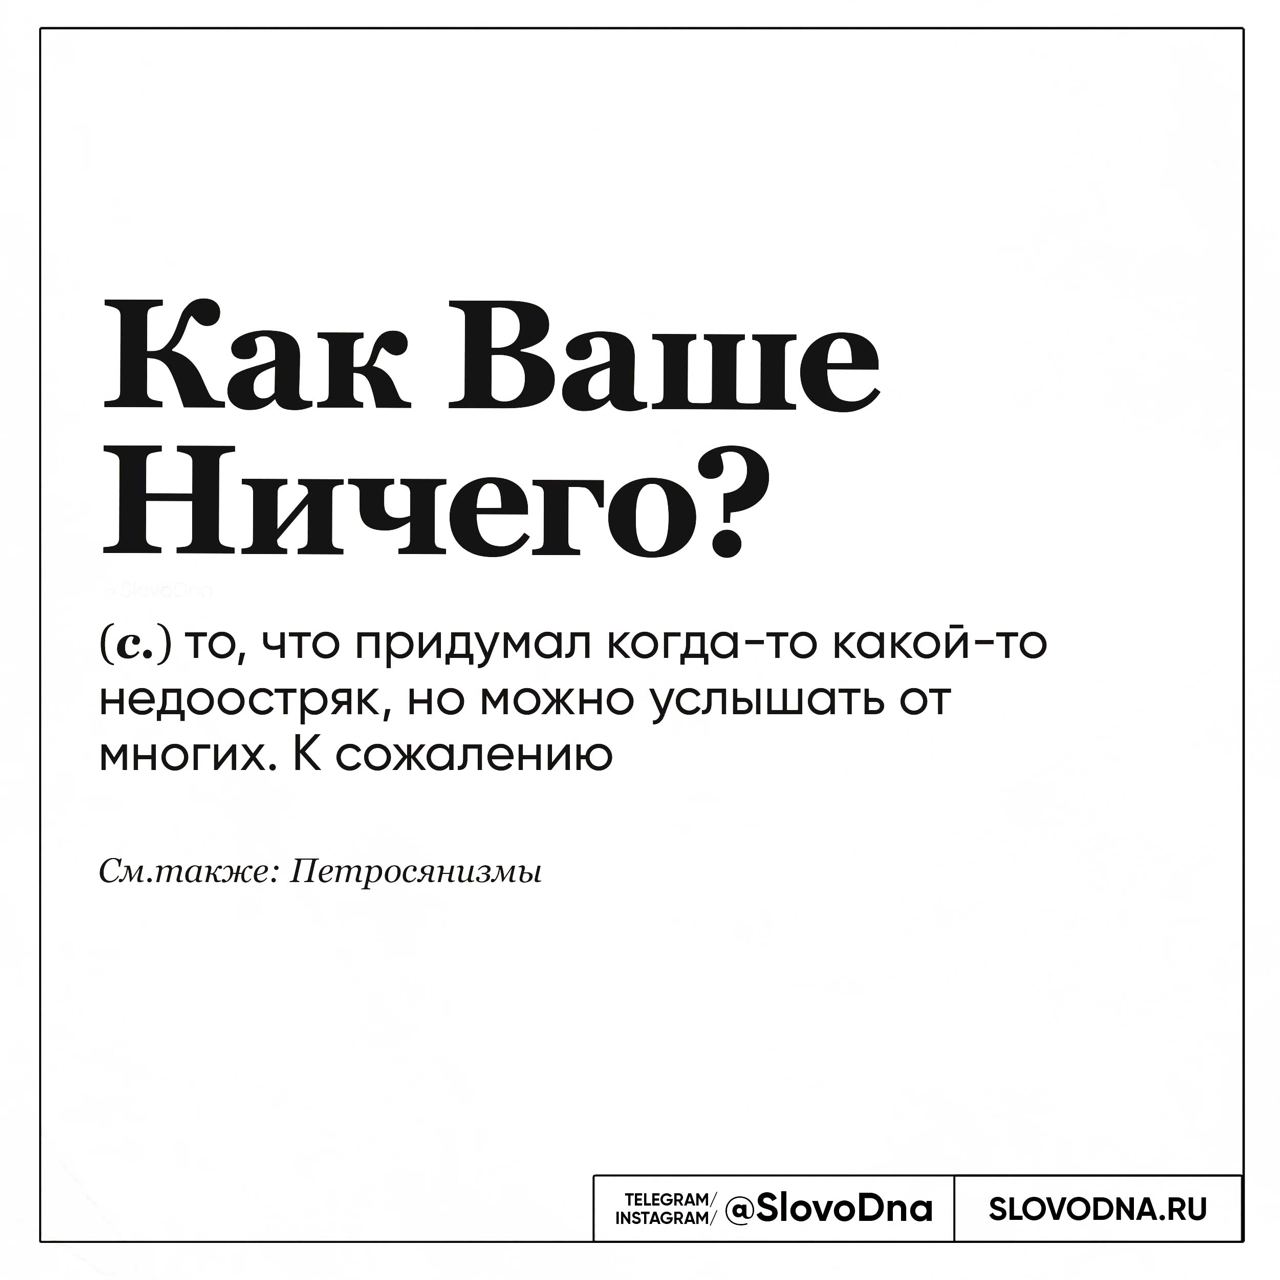 Как Ваше
Ничего?
@SlovoDna
(с.) то, что придумал когда-то какой-то
недоостряк, но можно услышать от
многих. К сожалению
См.также: Петросянизмы
TELEGRAM/
INSTAGRAM/
@SlovoDna
SLOVODNA.RU